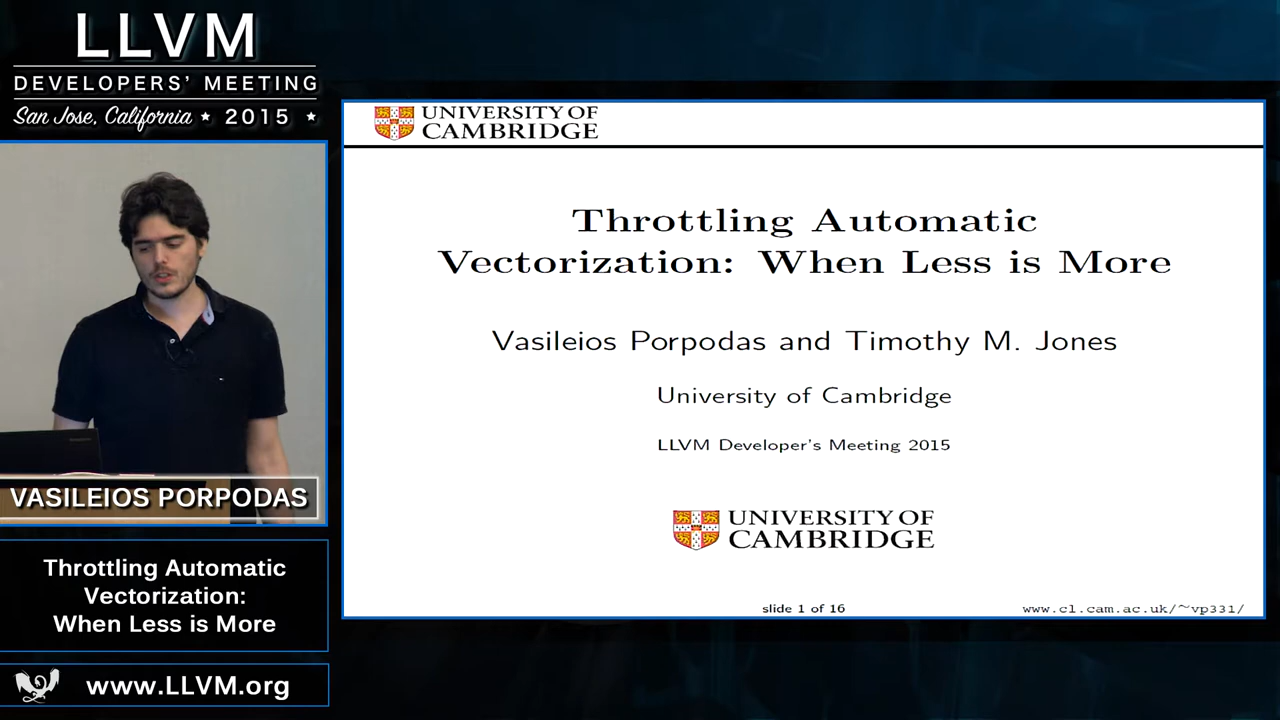 LLVM
DEVELOPERS' MEETING
San Jose, California ★ 2015 ★
VASILEIOS PORPODAS
Throttling Automatic
Vectorization:
When Less is More
www.LLVM.org
UNIVERSITY OF
CAMBRIDGE
Throttling Automatic
Vectorization: When Less is More
Vasileios Porpodas and Timothy M. Jones
University of Cambridge
LLVM Developer's Meeting 2015
UNIVERSITY OF
CAMBRIDGE
slide 1 of 16
www.cl.cam.ac.uk/~vp331/